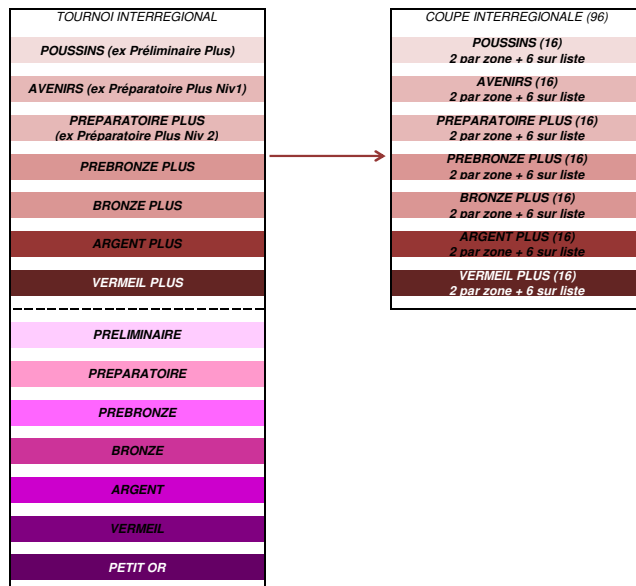 TOURNOI INTERREGIONAL
POUSSINS (ex Préliminaire Plus)
AVENIRS (ex Préparatoire Plus Niv1)
PREPARATOIRE PLUS
(ex Préparatoire Plus Niv 2)
PREBRONZE PLUS
BRONZE PLUS
ARGENT PLUS
VERMEIL PLUS
PRELIMINAIRE
PREPARATOIRE
PREBRONZE
BRONZE
ARGENT
VERMEIL
PETIT OR
COUPE INTERREGIONALE (96)
POUSSINS (16)
2 par zone + 6 sur liste
AVENIRS (16)
2 par zone + 6 sur liste
PREPARATOIRE PLUS (16)
2 par zone + 6 sur liste
PREBRONZE PLUS (16)
2 par zone + 6 sur liste
BRONZE PLUS (16)
2 par zone + 6 sur liste
ARGENT PLUS (16)
2 par zone + 6 sur liste
VERMEIL PLUS (16)
2 par zone + 6 sur liste